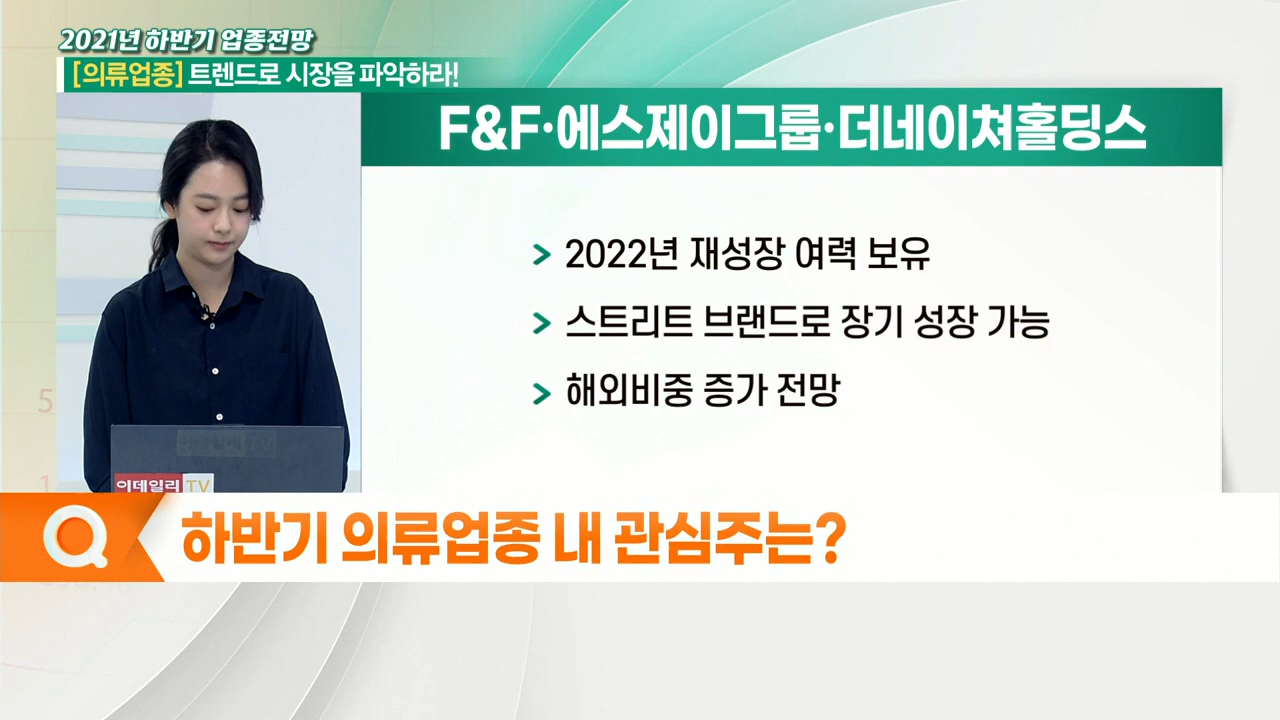 2021년 하반기 업종전망
[의류업종] 트렌드로 시장을 파악하라!
F&F·에스제이그룹·더네이쳐홀딩스
> 2022년 재성장 여력 보유
> 스트리트 브랜드로 장기 성장 가능
> 해외비중 증가 전망
이데일리 TV
Q 하반기 의류업종 내 관심주는?